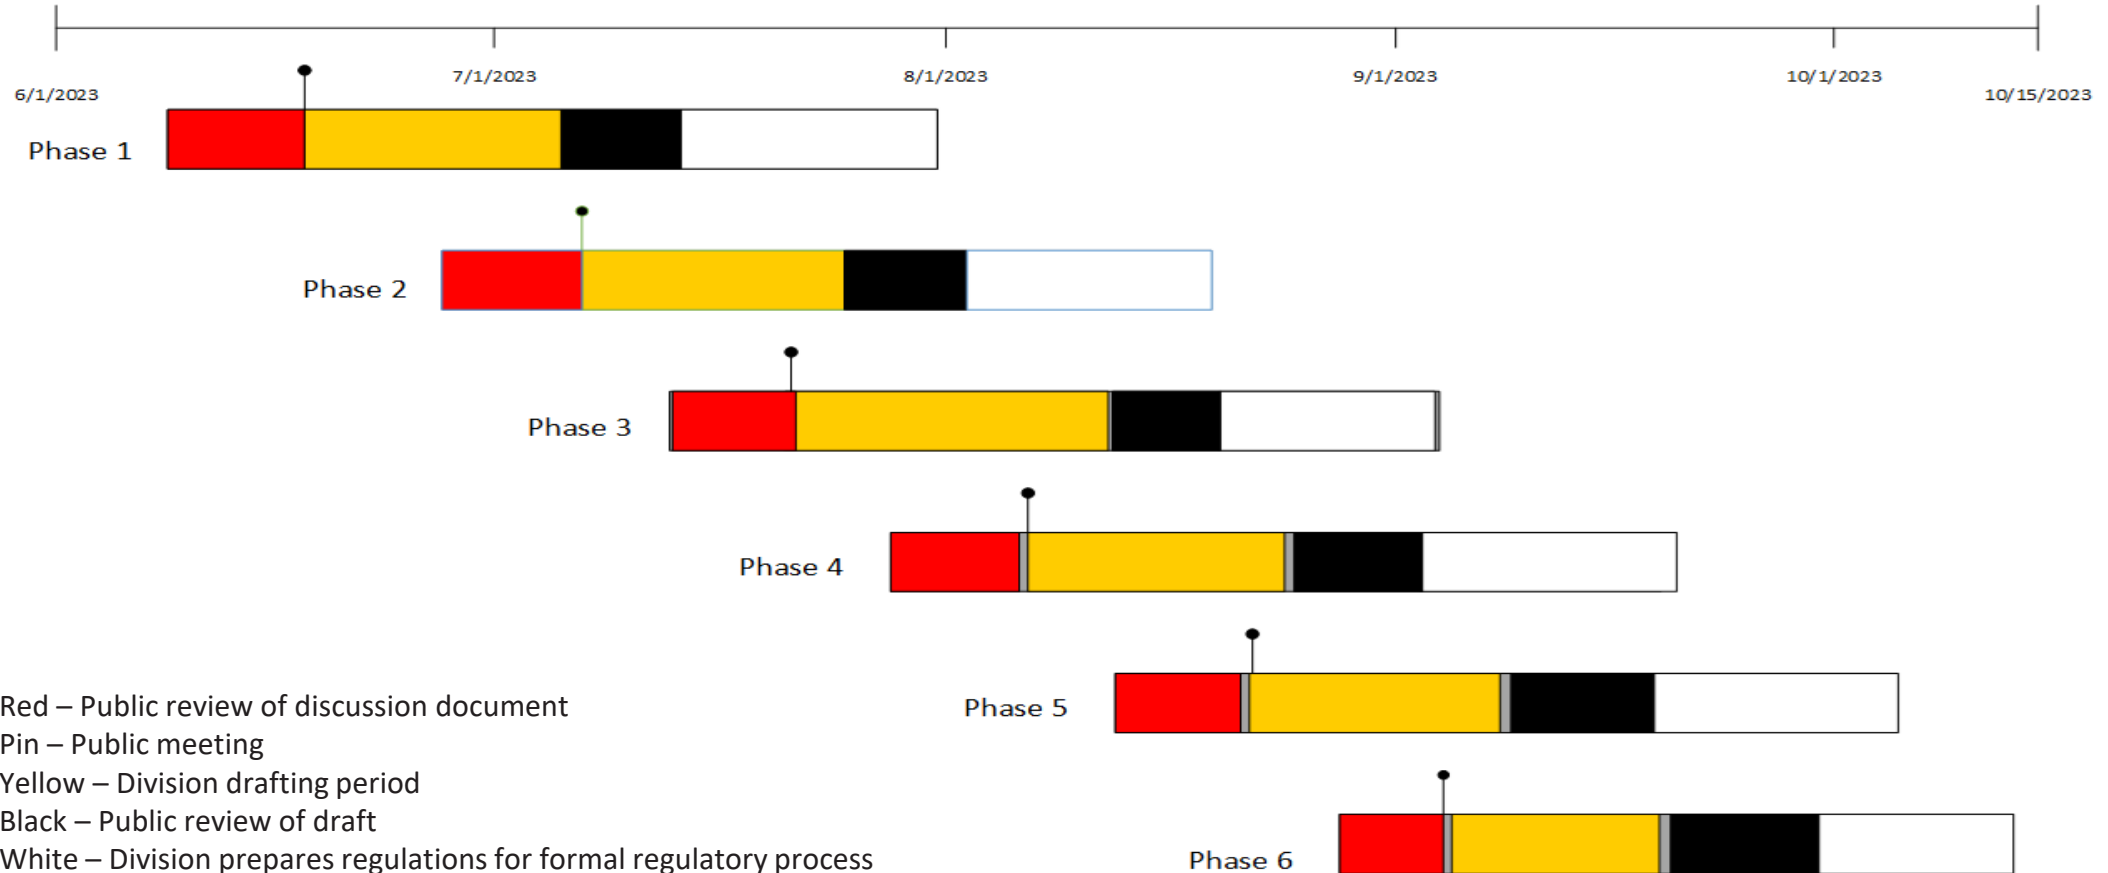 7/1/2023
8/1/2023
9/1/2023
10/1/2023
6/1/2023
10/15/2023
Phase 1
Phase 2
Phase 3
Phase 4
Phase 5
Phase 6
Red – Public review of discussion document
Pin – Public meeting
Yellow – Division drafting period
Black – Public review of draft
White – Division prepares regulations for formal regulatory process